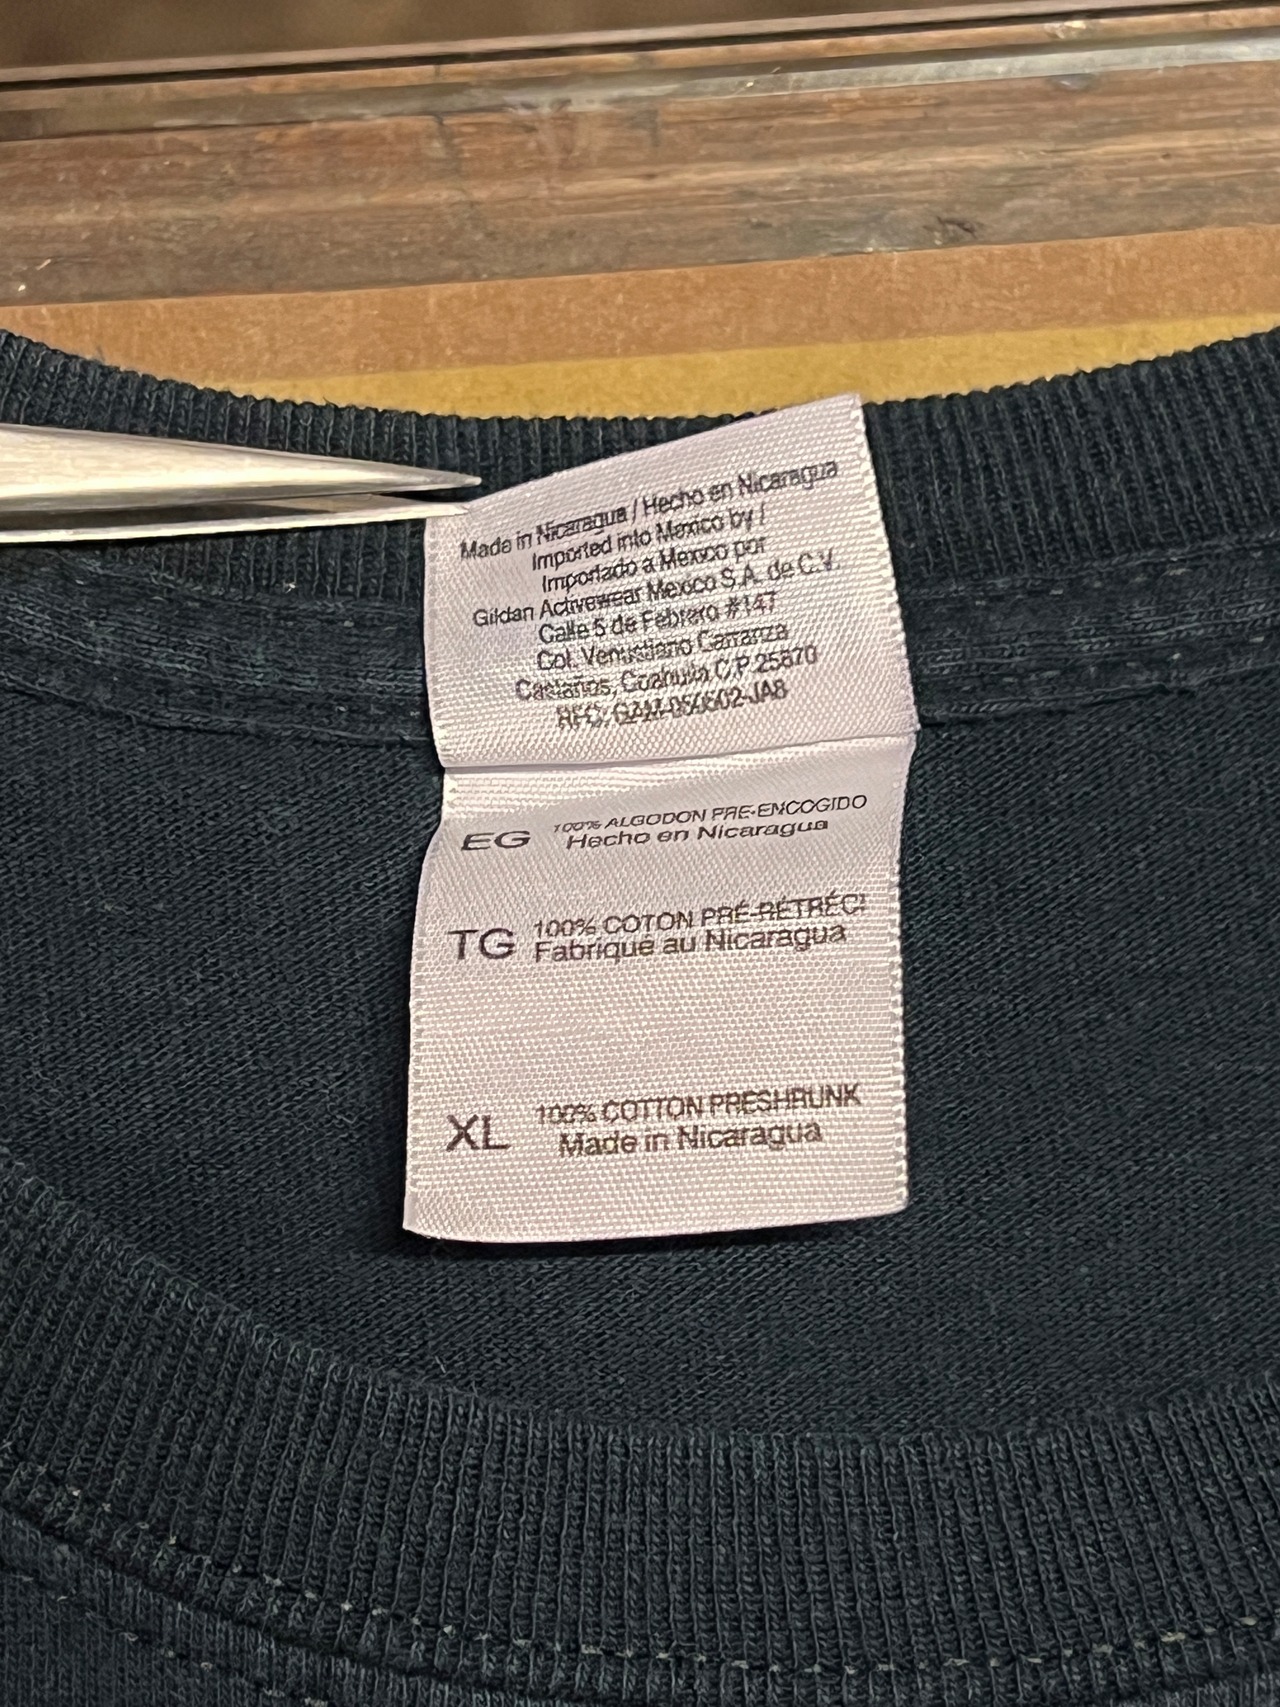 Made in Nicaragua / Hecho en Nicaragua
Imported into Mexico by /
Importado a Mexico por
Gildan Activewear Mexico S.A. de C.V.
Calle 5 de Febrero #147
Col. Venustiano Carranza
Castaños, Coahuila C.P. 25870
RFC:
EG 100% ALGODON PRE-ENCOGIDO
Hecho en Nicaragua
TG 100% COTON PRÉ-RÉTRÉCI
Fabriqué au Nicaragua
XL 100% COTTON PRESHRUNK
Made in Nicaragua